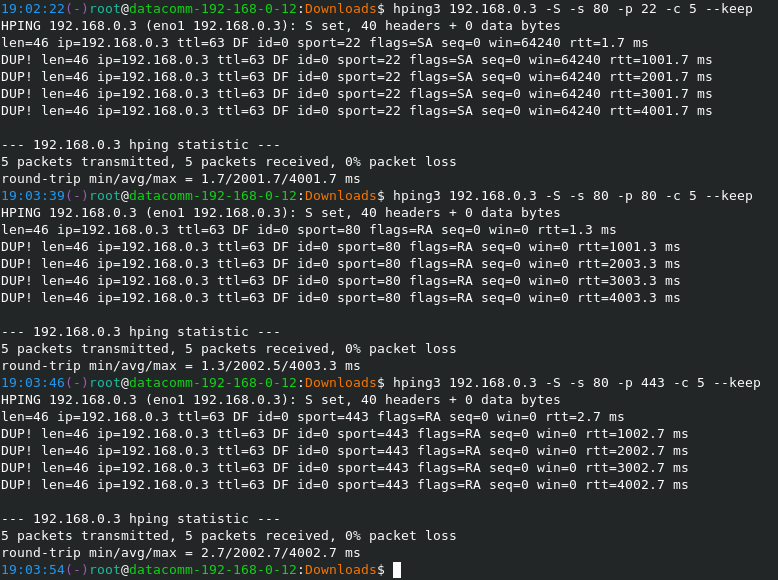 19:02:22(-)root@datacomm-192-168-0-12:Downloads$ hping3 192.168.0.3 -S -s 80 -p 22 -c 5 --keep
HPING 192.168.0.3 (eno1 192.168.0.3): S set, 40 headers + 0 data bytes
len=46 ip=192.168.0.3 ttl=63 DF id=0 sport=22 flags=SA seq=0 win=64240 rtt=1.7 ms
DUP! len=46 ip=192.168.0.3 ttl=63 DF id=0 sport=22 flags=SA seq=0 win=64240 rtt=1001.7 ms
DUP! len=46 ip=192.168.0.3 ttl=63 DF id=0 sport=22 flags=SA seq=0 win=64240 rtt=2001.7 ms
DUP! len=46 ip=192.168.0.3 ttl=63 DF id=0 sport=22 flags=SA seq=0 win=64240 rtt=3001.7 ms
DUP! len=46 ip=192.168.0.3 ttl=63 DF id=0 sport=22 flags=SA seq=0 win=64240 rtt=4001.7 ms

--- 192.168.0.3 hping statistic ---
5 packets transmitted, 5 packets received, 0% packet loss
round-trip min/avg/max = 1.7/2001.7/4001.7 ms
19:03:39(-)root@datacomm-192-168-0-12:Downloads$ hping3 192.168.0.3 -S -s 80 -p 80 -c 5 --keep
HPING 192.168.0.3 (eno1 192.168.0.3): S set, 40 headers + 0 data bytes
len=46 ip=192.168.0.3 ttl=63 DF id=0 sport=80 flags=RA seq=0 win=0 rtt=1.3 ms
DUP! len=46 ip=192.168.0.3 ttl=63 DF id=0 sport=80 flags=RA seq=0 win=0 rtt=1001.3 ms
DUP! len=46 ip=192.168.0.3 ttl=63 DF id=0 sport=80 flags=RA seq=0 win=0 rtt=2003.3 ms
DUP! len=46 ip=192.168.0.3 ttl=63 DF id=0 sport=80 flags=RA seq=0 win=0 rtt=3003.3 ms
DUP! len=46 ip=192.168.0.3 ttl=63 DF id=0 sport=80 flags=RA seq=0 win=0 rtt=4003.3 ms

--- 192.168.0.3 hping statistic ---
5 packets transmitted, 5 packets received, 0% packet loss
round-trip min/avg/max = 1.3/2002.5/4003.3 ms
19:03:46(-)root@datacomm-192-168-0-12:Downloads$ hping3 192.168.0.3 -S -s 80 -p 443 -c 5 --keep
HPING 192.168.0.3 (eno1 192.168.0.3): S set, 40 headers + 0 data bytes
len=46 ip=192.168.0.3 ttl=63 DF id=0 sport=443 flags=RA seq=0 win=0 rtt=2.7 ms
DUP! len=46 ip=192.168.0.3 ttl=63 DF id=0 sport=443 flags=RA seq=0 win=0 rtt=1002.7 ms
DUP! len=46 ip=192.168.0.3 ttl=63 DF id=0 sport=443 flags=RA seq=0 win=0 rtt=2002.7 ms
DUP! len=46 ip=192.168.0.3 ttl=63 DF id=0 sport=443 flags=RA seq=0 win=0 rtt=3002.7 ms
DUP! len=46 ip=192.168.0.3 ttl=63 DF id=0 sport=443 flags=RA seq=0 win=0 rtt=4002.7 ms

--- 192.168.0.3 hping statistic ---
5 packets transmitted, 5 packets received, 0% packet loss
round-trip min/avg/max = 2.7/2002.7/4002.7 ms
19:03:54(-)root@datacomm-192-168-0-12:Downloads$